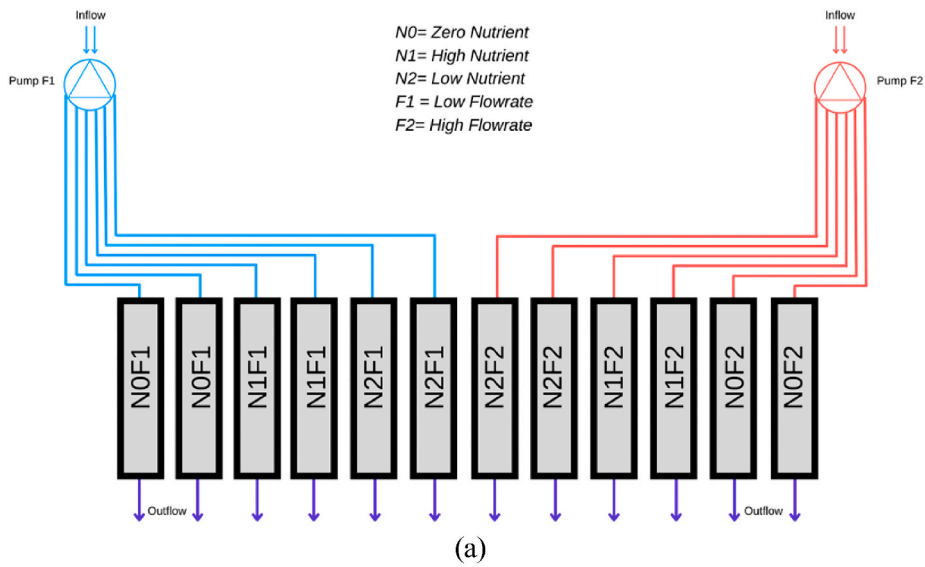 Inflow
Inflow
N0= Zero Nutrient
N1= High Nutrient
N2= Low Nutrient
F1 = Low Flowrate
F2= High Flowrate
Pump F1
Pump F2
N0F1
N0F1
N1F1
N1F1
N2F1
N2F1
N2F2
N2F2
N1F2
N1F2
N0F2
N0F2
Outflow
Outflow
(a)